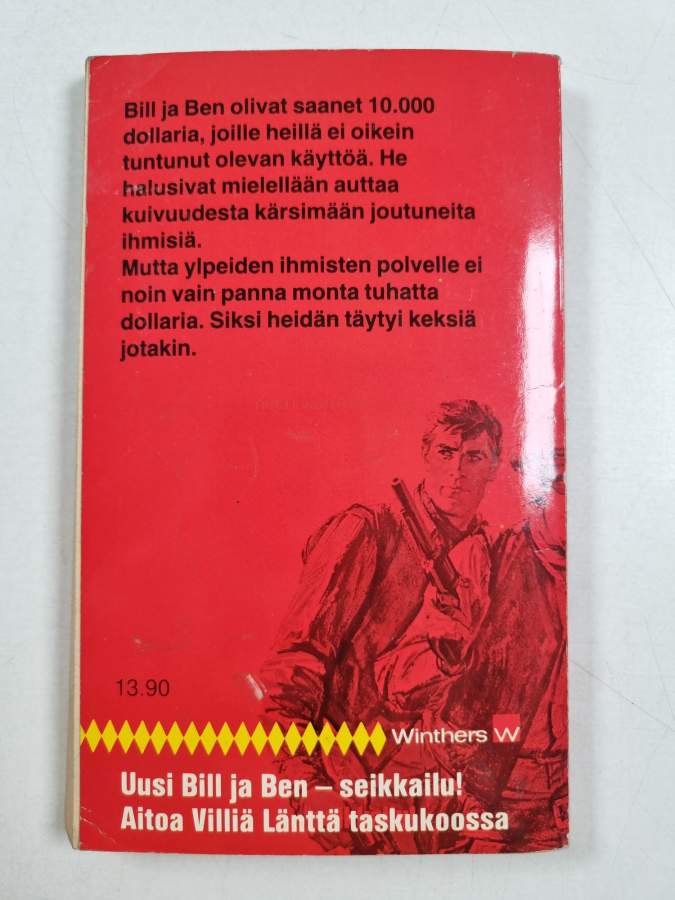 Bill ja Ben olivat saanet 10.000
dollaria, joille heillä ei oikein
tuntunut olevan käyttöä. He
halusivat mielellään auttaa
kuivuudesta kärsimään joutuneita
ihmisiä.
Mutta ylpeiden ihmisten polvelle ei
noin vain panna monta tuhatta
dollaria. Siksi heidän täytyi keksiä
jotakin.
13.90
Winthers W
Uusi Bill ja Ben – seikkailu!
Aitoa Villiä Länttä taskukoossa